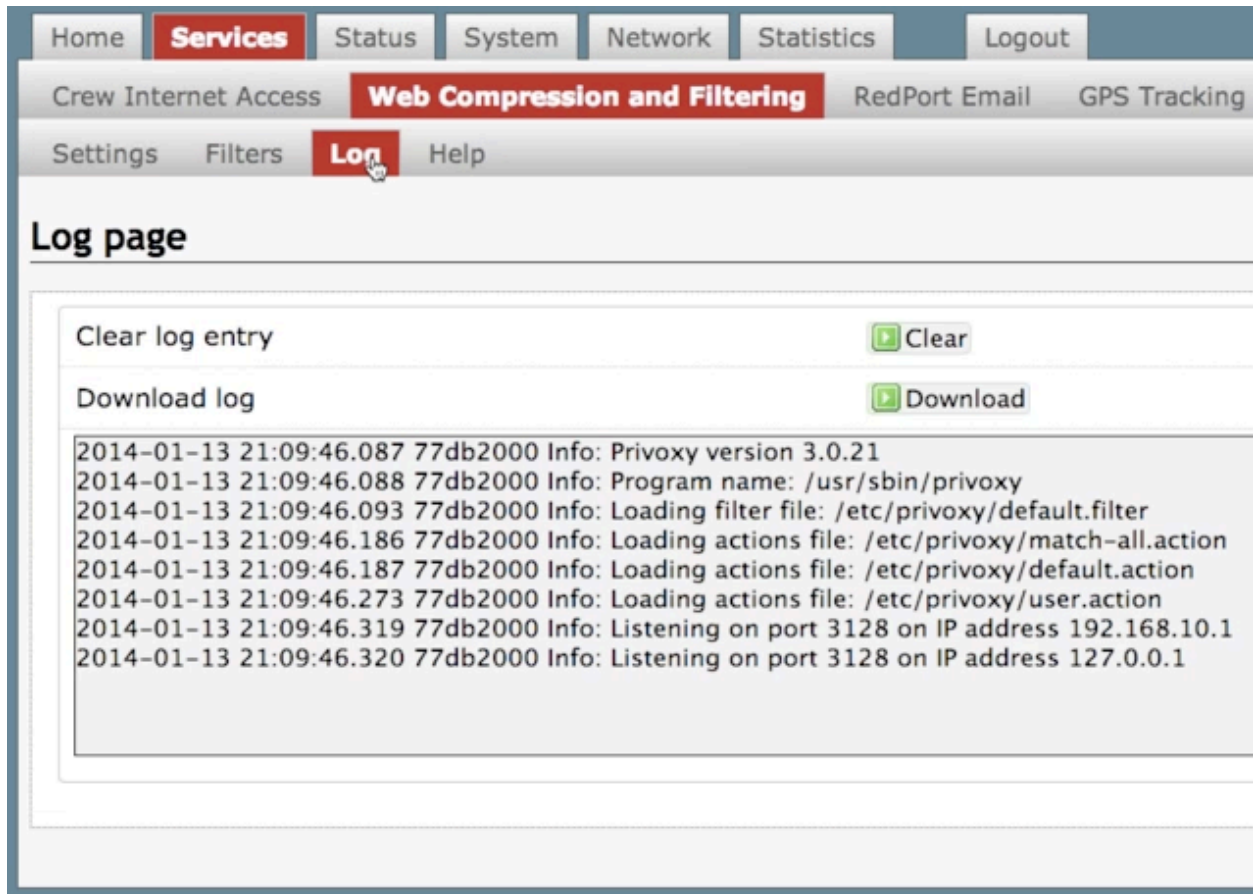 Home Services Status System Network Statistics Logout
Crew Internet Access Web Compression and Filtering RedPort Email GPS Tracking
Settings Filters Log Help
Log page
Clear log entry Clear
Download log Download
2014-01-13 21:09:46.087 77db2000 Info: Privoxy version 3.0.21
2014-01-13 21:09:46.088 77db2000 Info: Program name: /usr/sbin/privoxy
2014-01-13 21:09:46.093 77db2000 Info: Loading filter file: /etc/privoxy/default.filter
2014-01-13 21:09:46.186 77db2000 Info: Loading actions file: /etc/privoxy/match-all.action
2014-01-13 21:09:46.187 77db2000 Info: Loading actions file: /etc/privoxy/default.action
2014-01-13 21:09:46.273 77db2000 Info: Loading actions file: /etc/privoxy/user.action
2014-01-13 21:09:46.319 77db2000 Info: Listening on port 3128 on IP address 192.168.10.1
2014-01-13 21:09:46.320 77db2000 Info: Listening on port 3128 on IP address 127.0.0.1